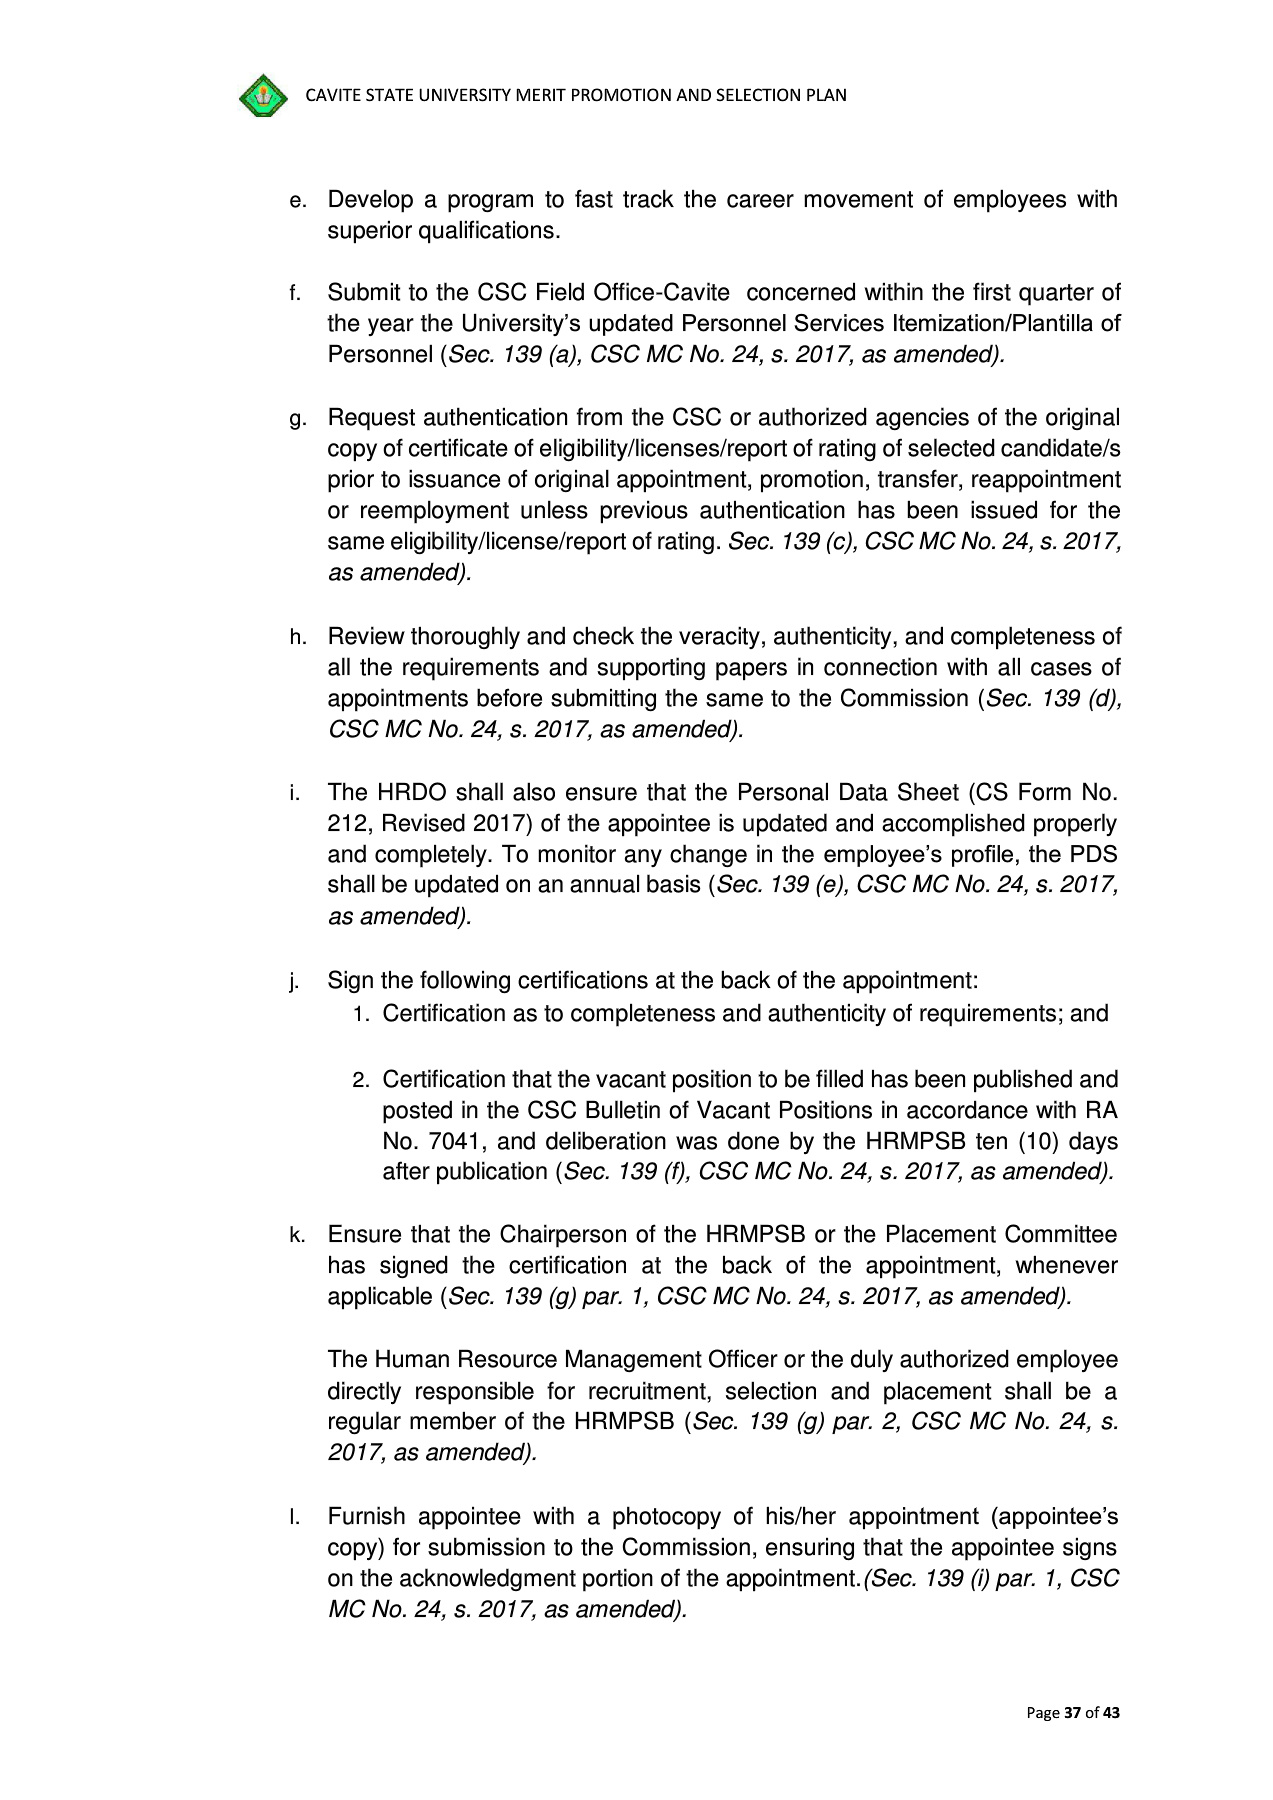 CAVITE STATE UNIVERSITY MERIT PROMOTION AND SELECTION PLAN
e. Develop a program to fast track the career movement of employees with
superior qualifications.
f. Submit to the CSC Field Office-Cavite concerned within the first quarter of
the year the University’s updated Personnel Services Itemization/Plantilla of
Personnel (Sec. 139 (a), CSC MC No. 24, s. 2017, as amended).
g. Request authentication from the CSC or authorized agencies of the original
copy of certificate of eligibility/licenses/report of rating of selected candidate/s
prior to issuance of original appointment, promotion, transfer, reappointment
or reemployment unless previous authentication has been issued for the
same eligibility/license/report of rating. Sec. 139 (c), CSC MC No. 24, s. 2017,
as amended).
h. Review thoroughly and check the veracity, authenticity, and completeness of
all the requirements and supporting papers in connection with all cases of
appointments before submitting the same to the Commission (Sec. 139 (d),
CSC MC No. 24, s. 2017, as amended).
i. The HRDO shall also ensure that the Personal Data Sheet (CS Form No.
212, Revised 2017) of the appointee is updated and accomplished properly
and completely. To monitor any change in the employee’s profile, the PDS
shall be updated on an annual basis (Sec. 139 (e), CSC MC No. 24, s. 2017,
as amended).
j. Sign the following certifications at the back of the appointment:
1. Certification as to completeness and authenticity of requirements; and
2. Certification that the vacant position to be filled has been published and
posted in the CSC Bulletin of Vacant Positions in accordance with RA
No. 7041, and deliberation was done by the HRMPSB ten (10) days
after publication (Sec. 139 (f), CSC MC No. 24, s. 2017, as amended).
k. Ensure that the Chairperson of the HRMPSB or the Placement Committee
has signed the certification at the back of the appointment, whenever
applicable (Sec. 139 (g) par. 1, CSC MC No. 24, s. 2017, as amended).
The Human Resource Management Officer or the duly authorized employee
directly responsible for recruitment, selection and placement shall be a
regular member of the HRMPSB (Sec. 139 (g) par. 2, CSC MC No. 24, s.
2017, as amended).
l. Furnish appointee with a photocopy of his/her appointment (appointee’s
copy) for submission to the Commission, ensuring that the appointee signs
on the acknowledgment portion of the appointment.(Sec. 139 (i) par. 1, CSC
MC No. 24, s. 2017, as amended).
Page 37 of 43